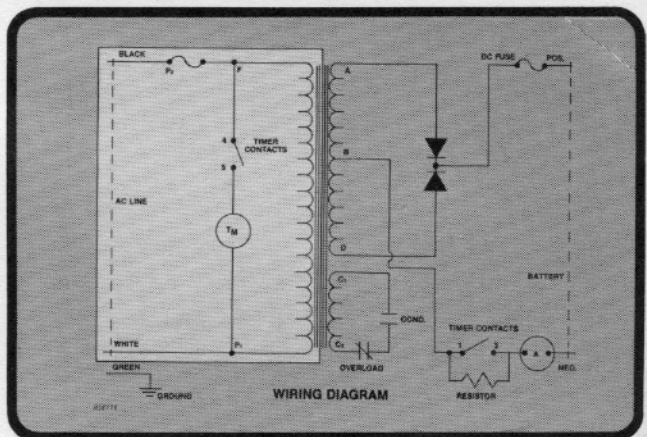 BLACK
P₂
F
DC FUSE
POS.
A
4
TIMER
CONTACTS
5
B
AC LINE
TM
D
C₁
BATTERY
COND.
TIMER CONTACTS
1
A
WHITE
P₁
C₂
OVERLOAD
NEG.
GREEN
GROUND
WIRING DIAGRAM
RESISTOR